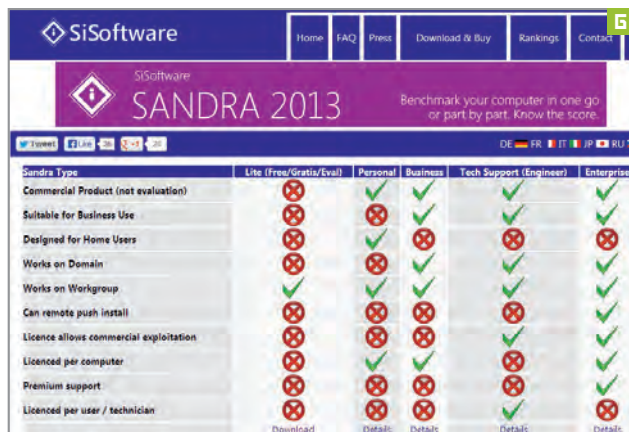 G
SiSoftware
Home FAQ Press Download & Buy Rankings Contact
SiSoftware
SANDRA 2013
Benchmark your computer in one go
or part by part. Know the score.
Tweet Like 36 +1 20 DE FR IT JP RU
Sandra Type Lite (Free/Gratis/Eval) Personal Business Tech Support (Engineer) Enterprise
Commercial Product (not evaluation)
Suitable for Business Use
Designed for Home Users
Works on Domain
Works on Workgroup
Can remote push install
Licence allows commercial exploitation
Licenced per computer
Premium support
Licenced per user / technician
Download Details Details Details Details